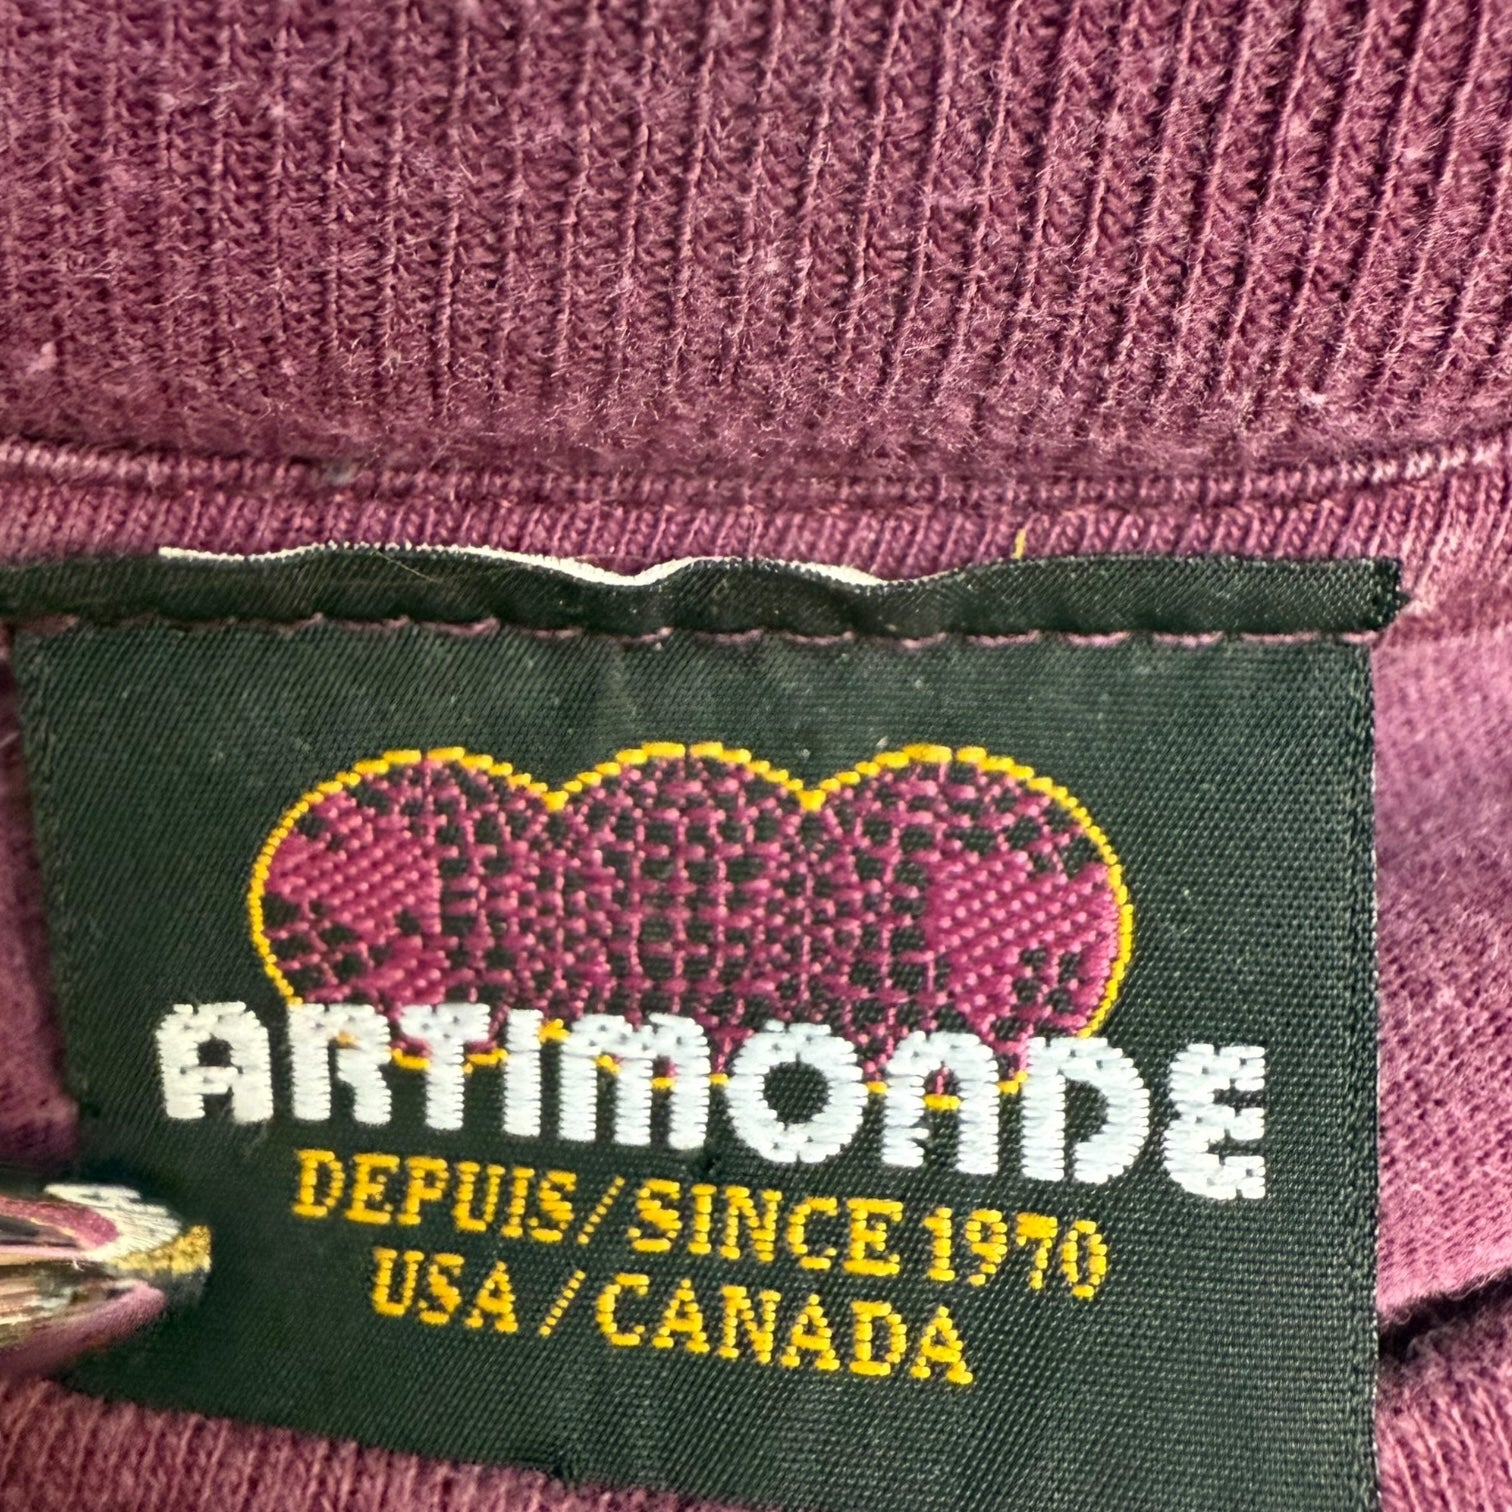 ARTIMONDE
DEPUIS/SINCE 1970
USA/CANADA